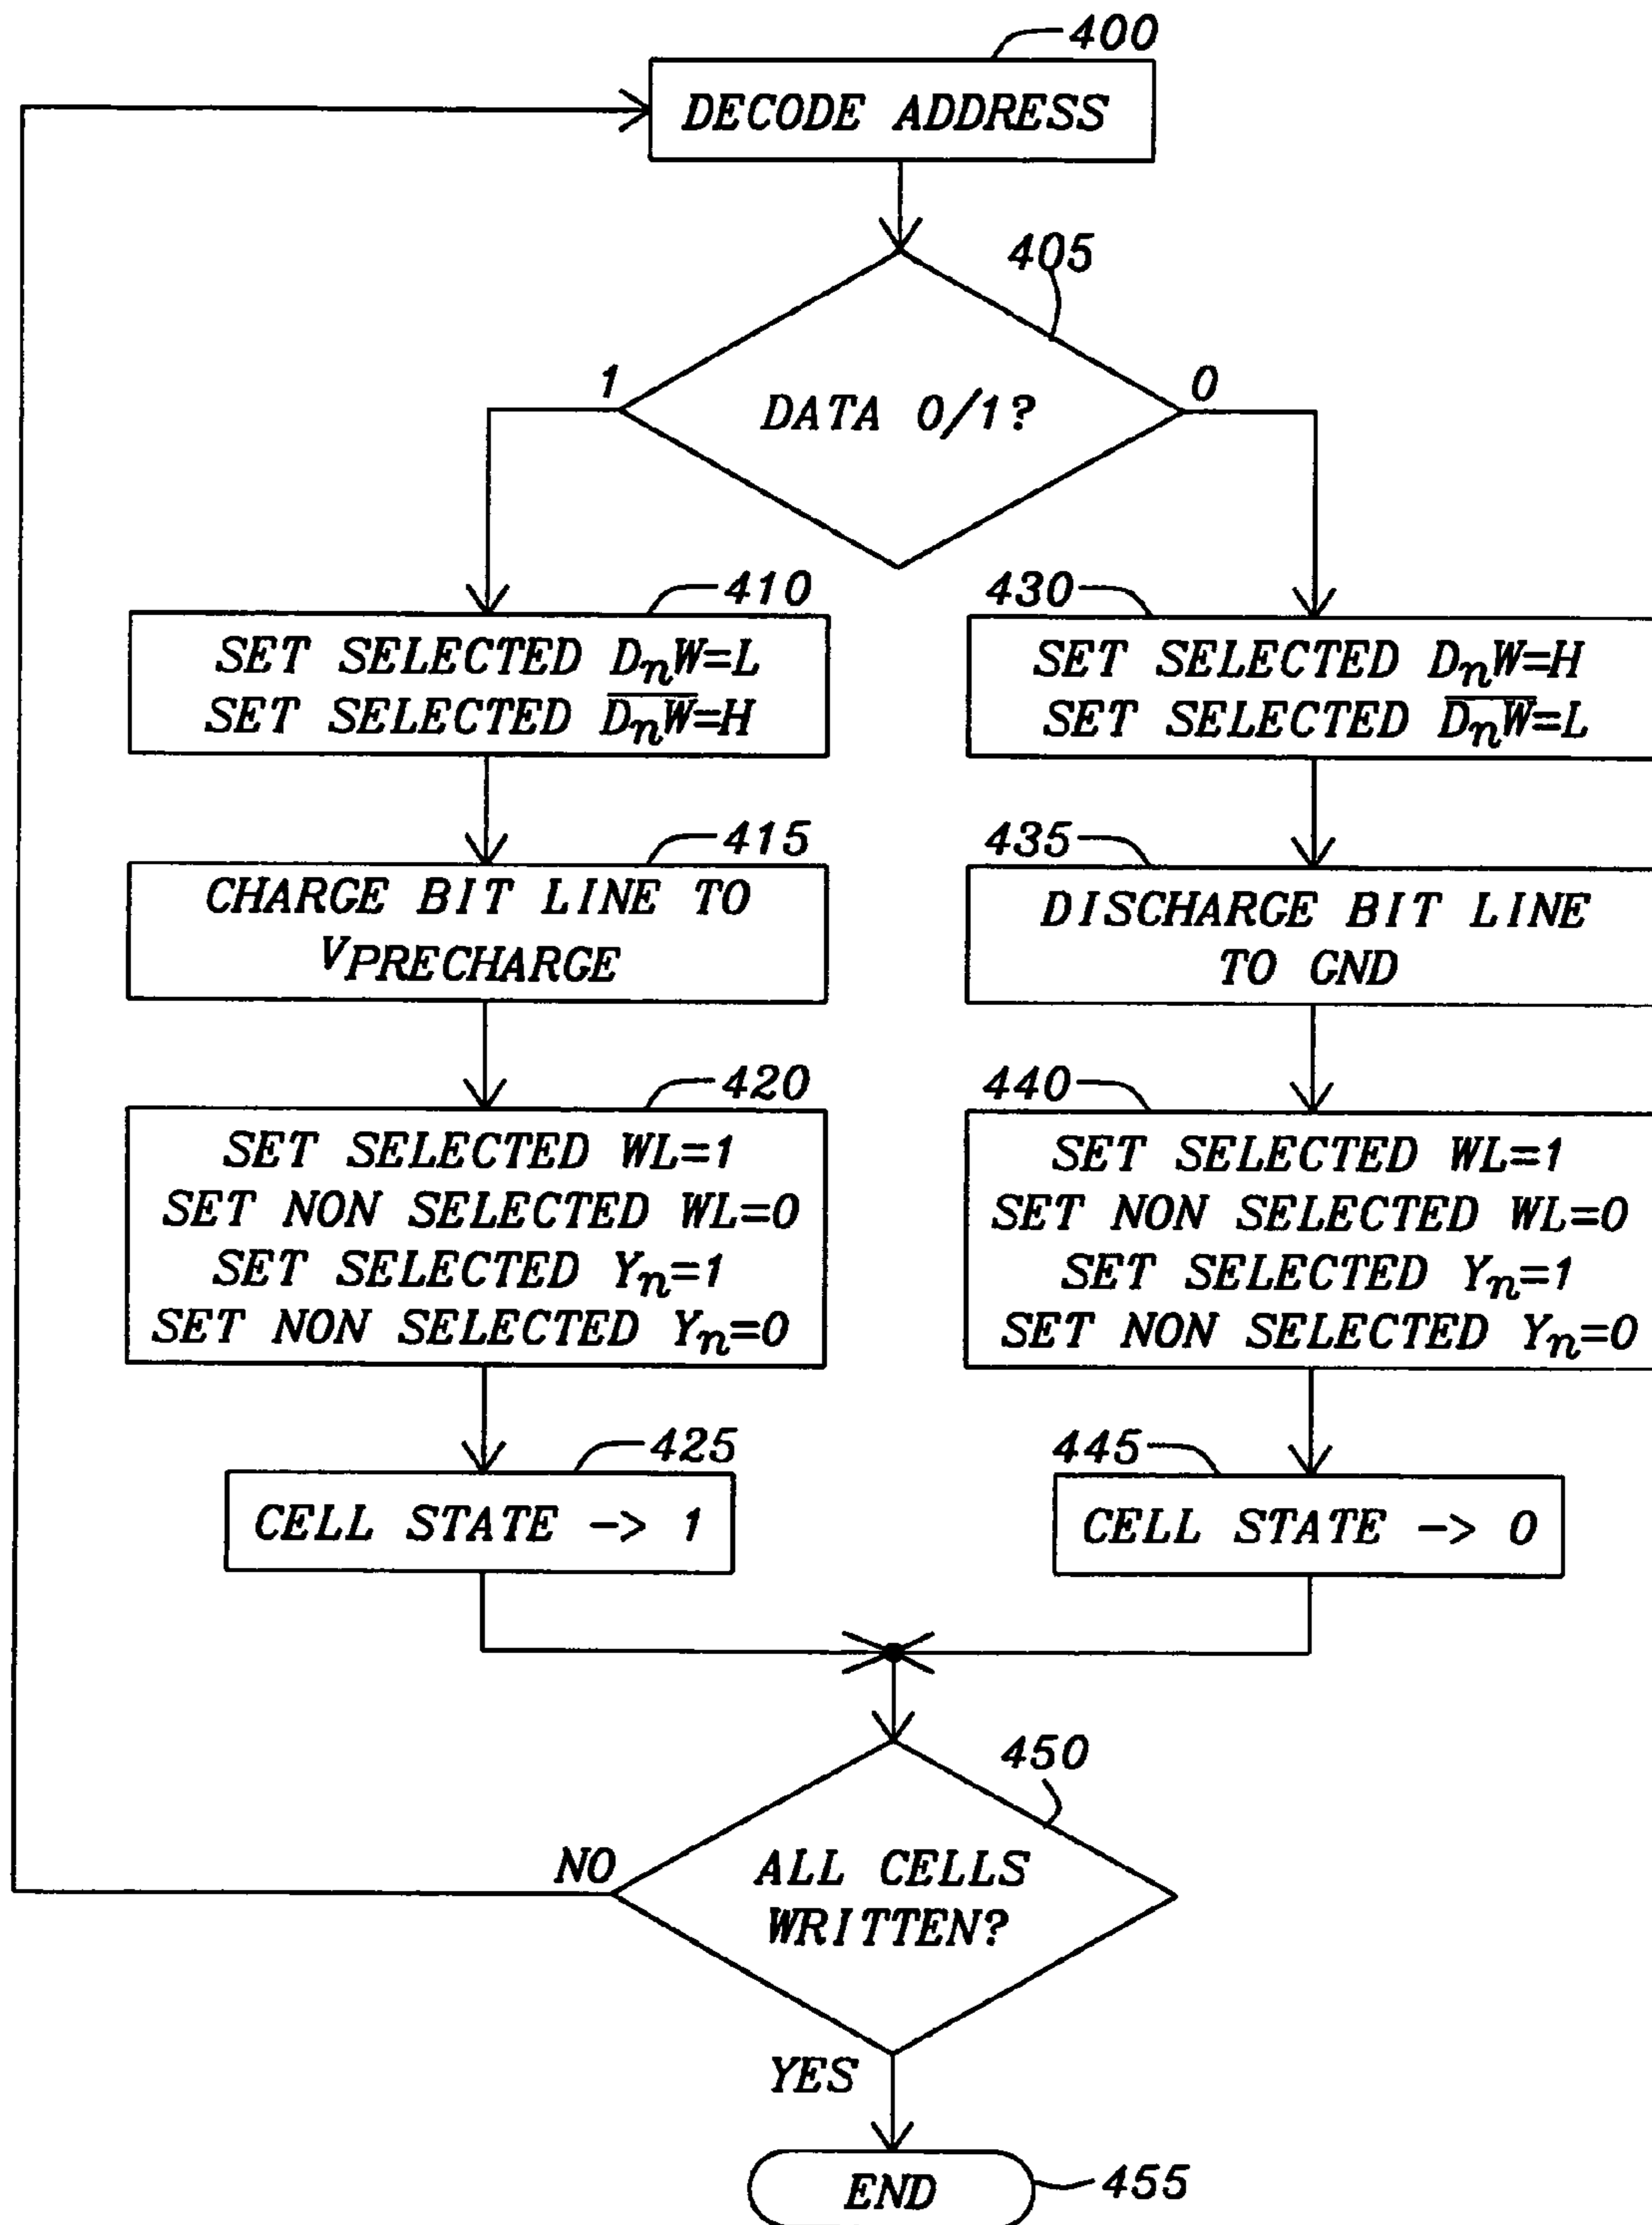 400
DECODE ADDRESS
405
1
0
DATA 0/1?
410
SET SELECTED DnW=L
SET SELECTED D̅n̅W̅=H
430
SET SELECTED DnW=H
SET SELECTED D̅n̅W̅=L
415
CHARGE BIT LINE TO
VPRECHARGE
435
DISCHARGE BIT LINE
TO GND
420
SET SELECTED WL=1
SET NON SELECTED WL=0
SET SELECTED Yn=1
SET NON SELECTED Yn=0
440
SET SELECTED WL=1
SET NON SELECTED WL=0
SET SELECTED Yn=1
SET NON SELECTED Yn=0
425
CELL STATE -> 1
445
CELL STATE -> 0
450
NO
ALL CELLS
WRITTEN?
YES
END
455